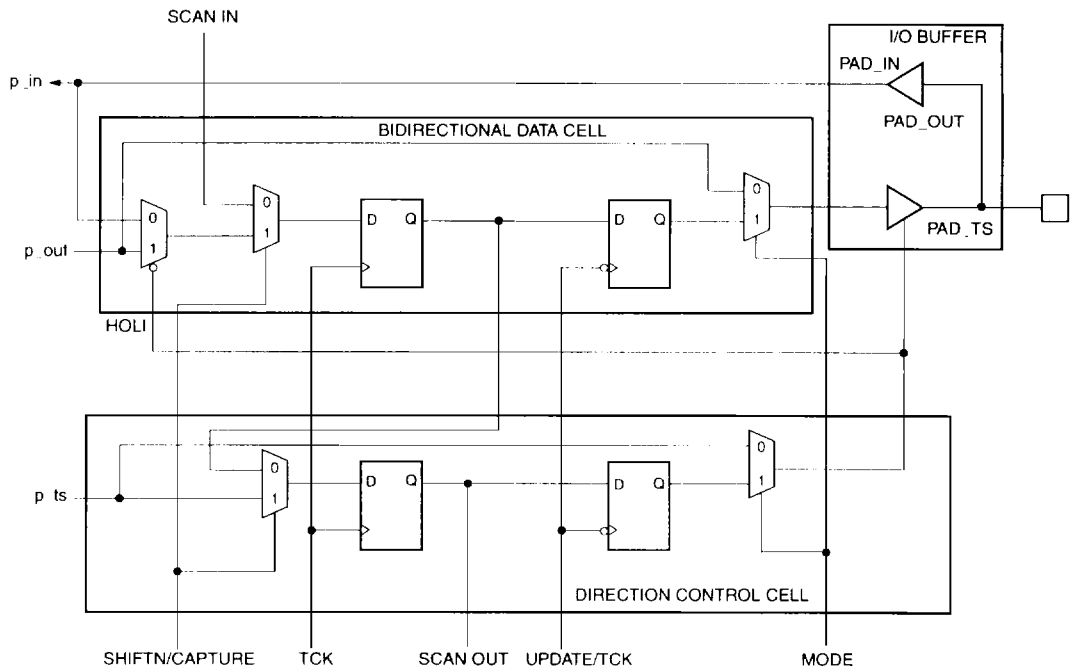 SCAN IN
I/O BUFFER
PAD_IN
p_in
PAD_OUT
BIDIRECTIONAL DATA CELL
0
1
0
1
D Q
D Q
0
1
p_out
PAD_TS
HOLI
0
1
D Q
D Q
0
1
p_ts
DIRECTION CONTROL CELL
SHIFTN/CAPTURE
TCK
SCAN OUT
UPDATE/TCK
MODE